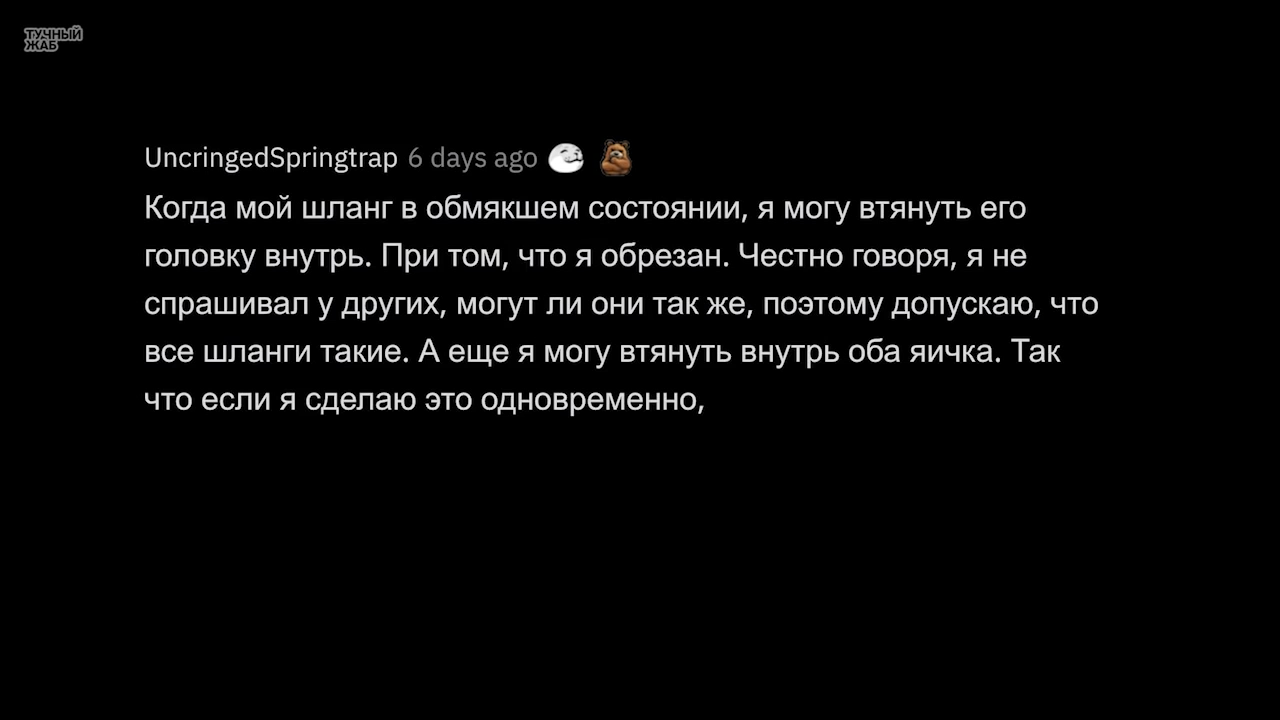 ТУЧНЫЙ
ЖАБ
UncringedSpringtrap 6 days ago
Когда мой шланг в обмякшем состоянии, я могу втянуть его
головку внутрь. При том, что я обрезан. Честно говоря, я не
спрашивал у других, могут ли они так же, поэтому допускаю, что
все шланги такие. А еще я могу втянуть внутрь оба яичка. Так
что если я сделаю это одновременно,